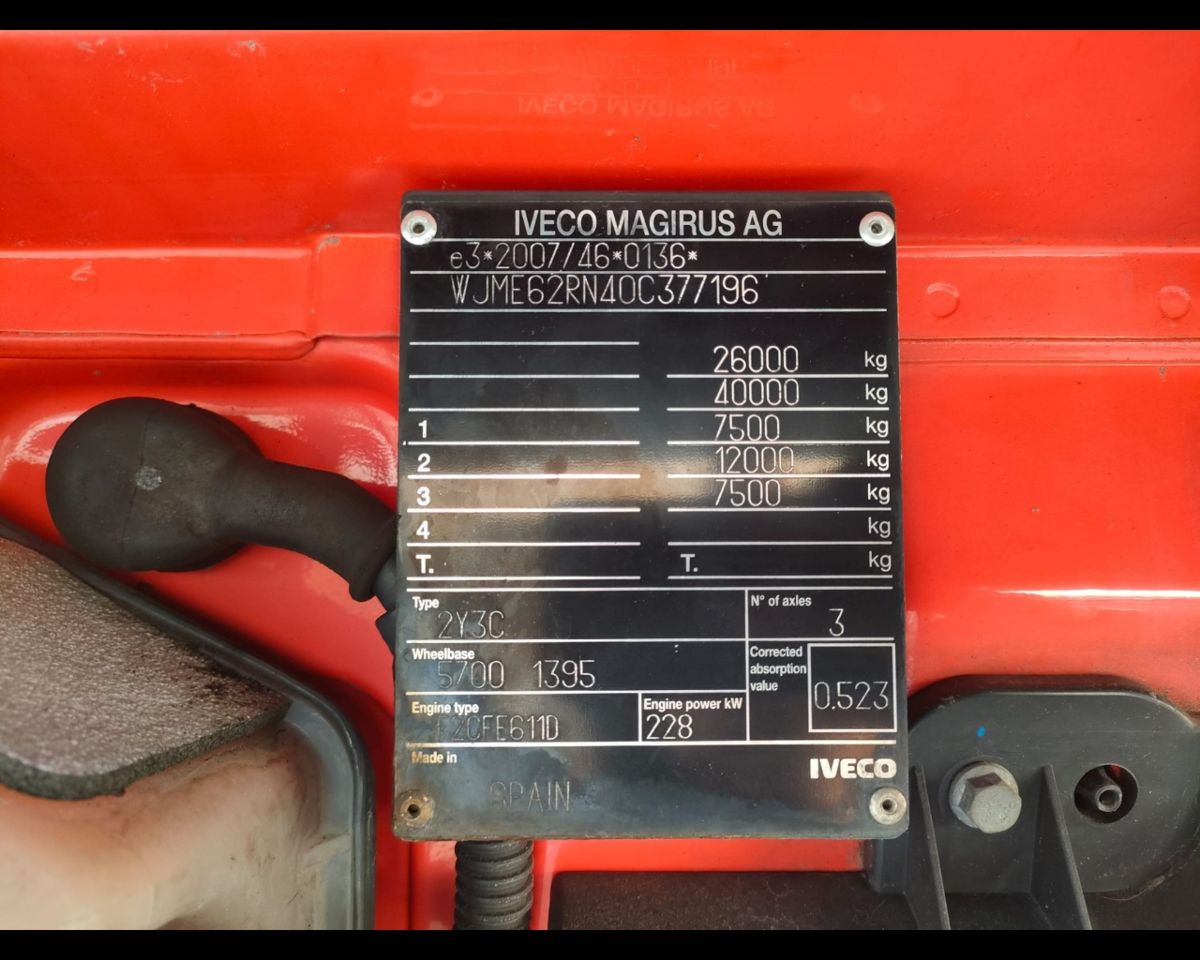 IVECO MAGIRUS AG
e3*2007/46*0136*
WJME62RN40C377196
26000 kg
40000 kg
1 7500 kg
2 12000 kg
3 7500 kg
4 kg
T. T. kg
Type N° of axles
2Y3C 3
Wheelbase Corrected absorption value
5700 1395 0.523
Engine type Engine power kW
F2CFE611D 228
Made in IVECO
SPAIN